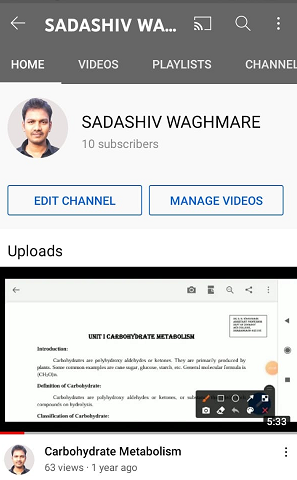 SADASHIV WA...
HOME VIDEOS PLAYLISTS CHANNEL
SADASHIV WAGHMARE
10 subscribers
EDIT CHANNEL MANAGE VIDEOS
Uploads
UNIT I CARBOHYDRATE METABOLISM
Introduction:
Carbohydrates are polyhydroxy aldehydes or ketones. They are primarily produced by
plants. Some common examples are cane sugar, glucose, starch, etc. General molecular formula is
(CH₂O)n.
Definition of Carbohydrate:
Carbohydrates are polyhydroxy aldehydes or ketones, or
compounds on hydrolysis.
Classification of Carbohydrate:
5:33
Carbohydrate Metabolism
63 views · 1 year ago